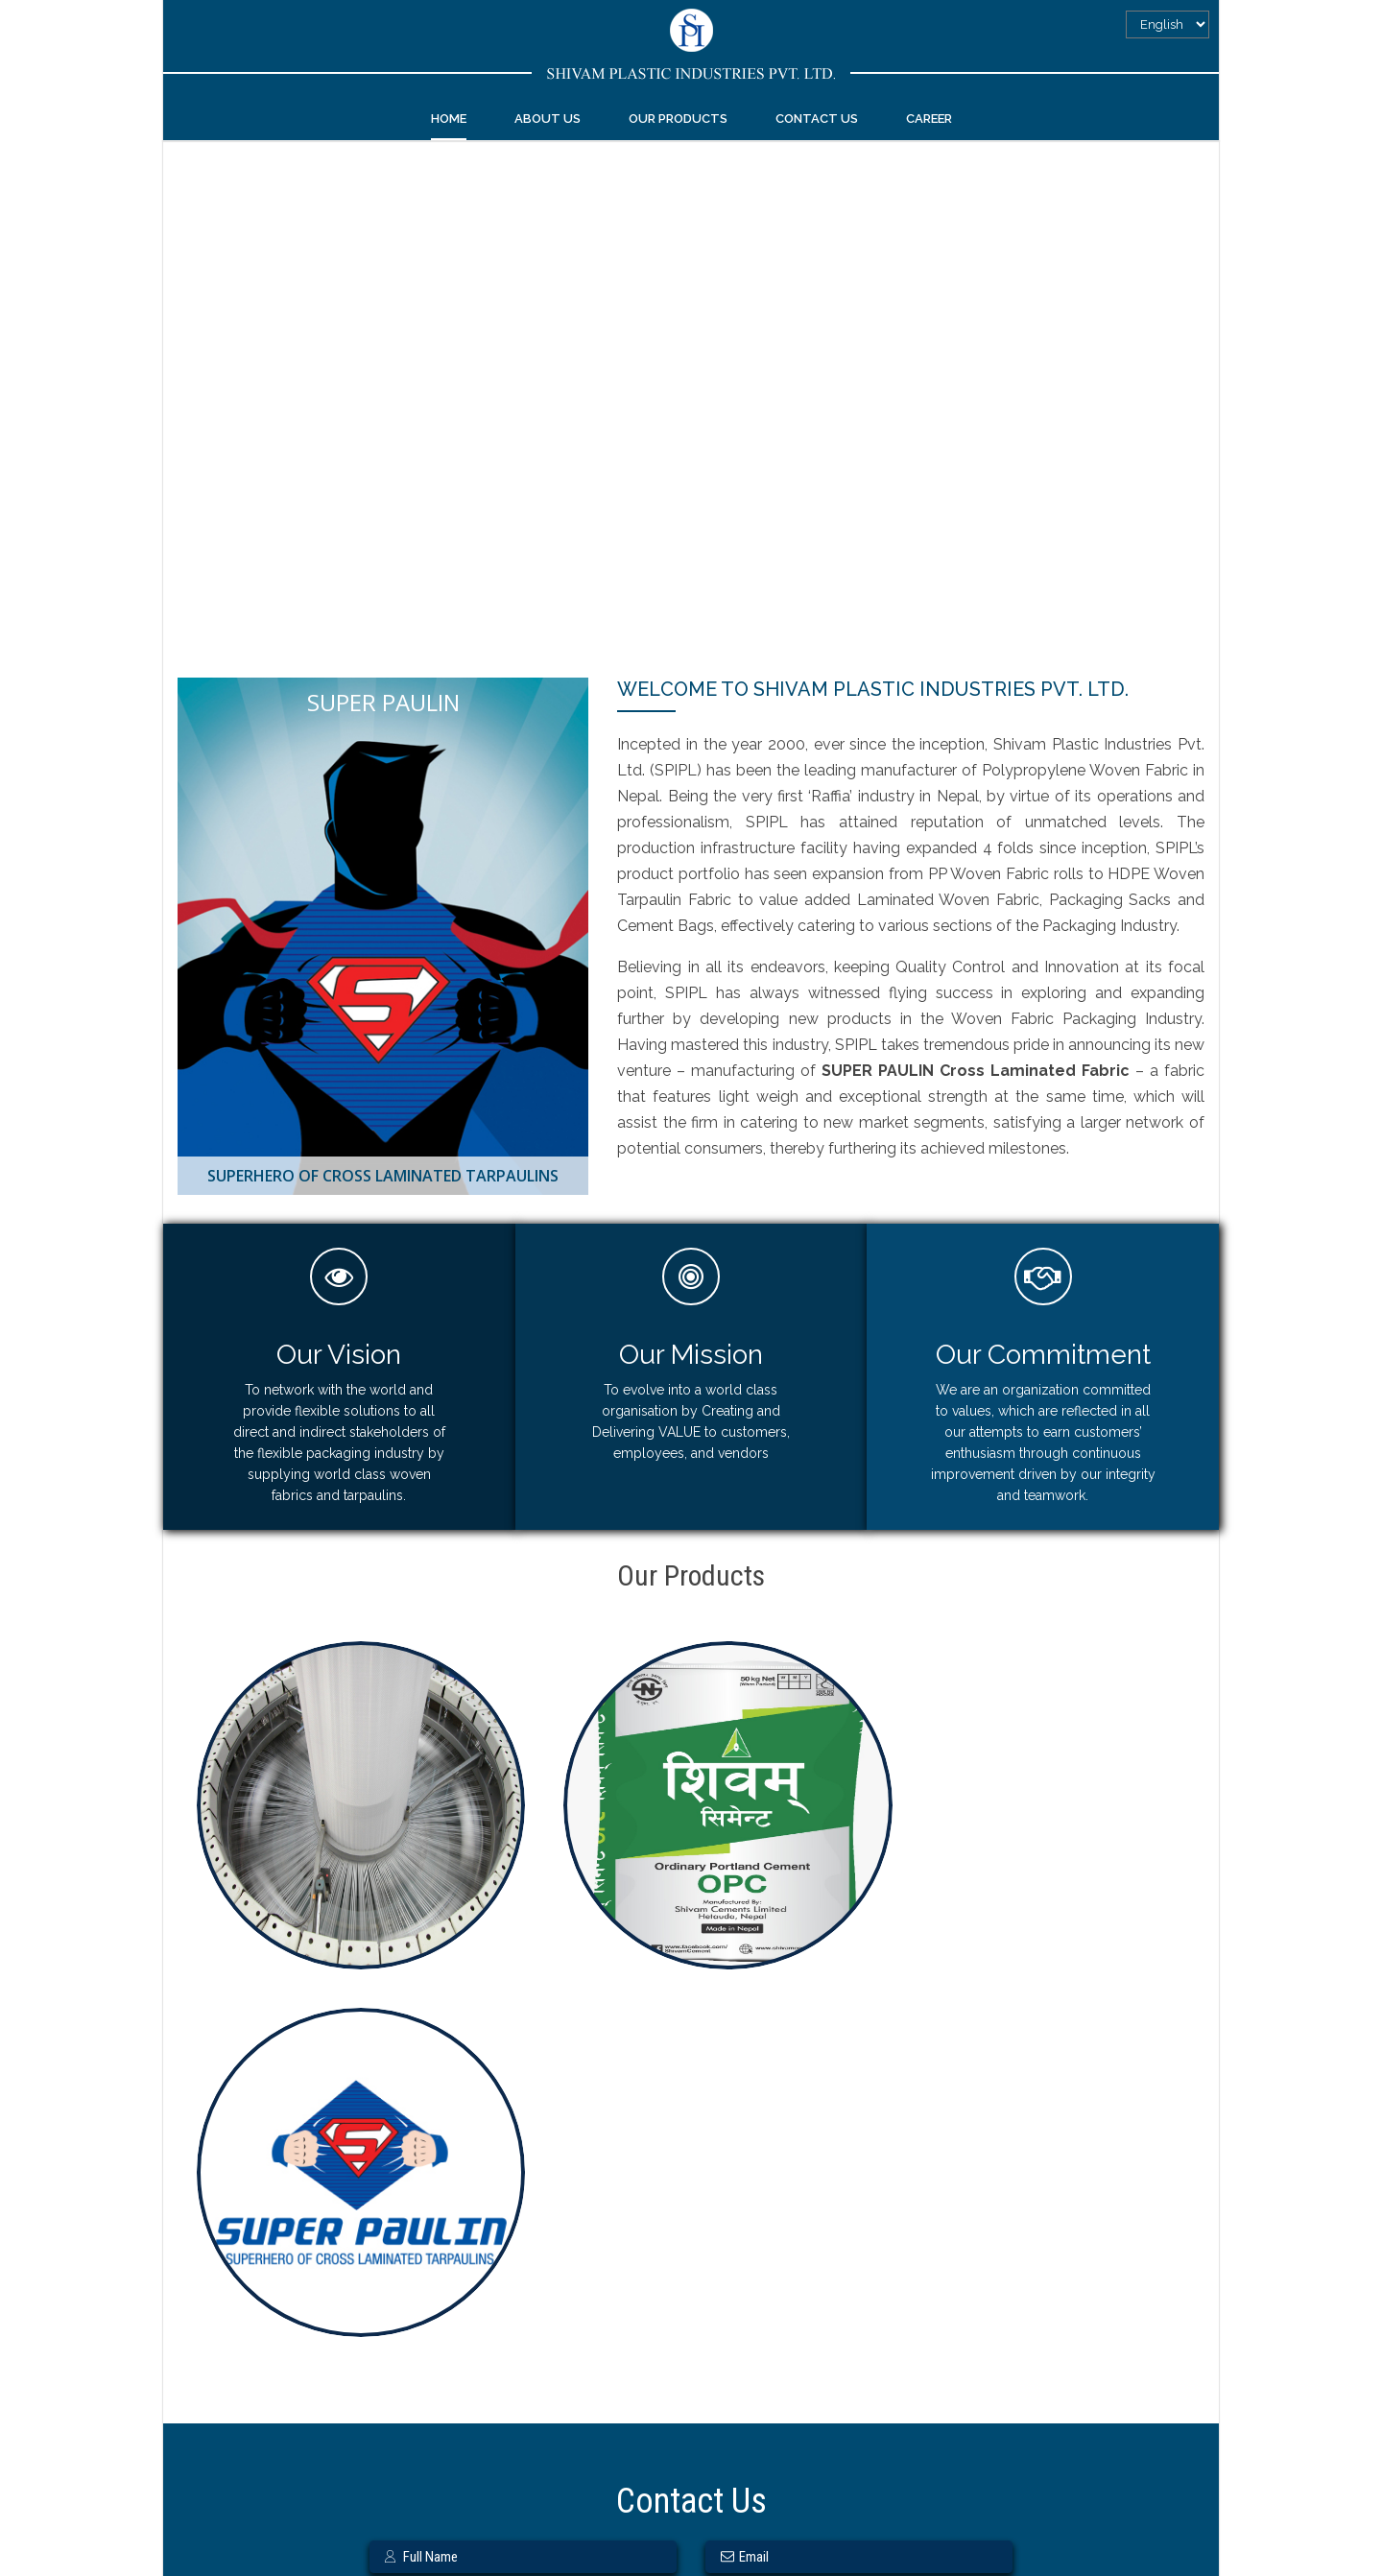 SPI
English
SHIVAM PLASTIC INDUSTRIES PVT. LTD.
HOME ABOUT US OUR PRODUCTS CONTACT US CAREER
SUPER PAULIN
S
SUPERHERO OF CROSS LAMINATED TARPAULINS
WELCOME TO SHIVAM PLASTIC INDUSTRIES PVT. LTD.
Incepted in the year 2000, ever since the inception, Shivam Plastic Industries Pvt.
Ltd. (SPIPL) has been the leading manufacturer of Polypropylene Woven Fabric in
Nepal. Being the very first ‘Raffia’ industry in Nepal, by virtue of its operations and
professionalism, SPIPL has attained reputation of unmatched levels. The
production infrastructure facility having expanded 4 folds since inception, SPIPL’s
product portfolio has seen expansion from PP Woven Fabric rolls to HDPE Woven
Tarpaulin Fabric to value added Laminated Woven Fabric, Packaging Sacks and
Cement Bags, effectively catering to various sections of the Packaging Industry.
Believing in all its endeavors, keeping Quality Control and Innovation at its focal
point, SPIPL has always witnessed flying success in exploring and expanding
further by developing new products in the Woven Fabric Packaging Industry.
Having mastered this industry, SPIPL takes tremendous pride in announcing its new
venture – manufacturing of SUPER PAULIN Cross Laminated Fabric – a fabric
that features light weigh and exceptional strength at the same time, which will
assist the firm in catering to new market segments, satisfying a larger network of
potential consumers, thereby furthering its achieved milestones.
Our Vision
To network with the world and
provide flexible solutions to all
direct and indirect stakeholders of
the flexible packaging industry by
supplying world class woven
fabrics and tarpaulins.
Our Mission
To evolve into a world class
organisation by Creating and
Delivering VALUE to customers,
employees, and vendors
Our Commitment
We are an organization committed
to values, which are reflected in all
our attempts to earn customers’
enthusiasm through continuous
improvement driven by our integrity
and teamwork.
Our Products
50 kg Net
शिवम्
सिमेन्ट
Ordinary Portland Cement
OPC
Manufactured By:
Shivam Cements Limited
Hetauda, Nepal
Made in Nepal
www.facebook.com/
ShivamCement
S
SUPER PAULIN
SUPERHERO OF CROSS LAMINATED TARPAULINS
Contact Us
Full Name Email